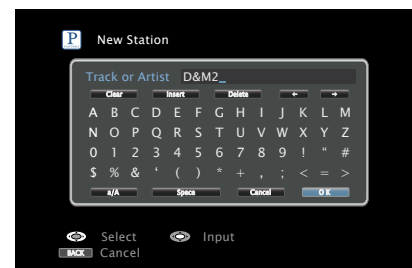 P New Station
Track or Artist D&M2_
Clear Insert Delete ← →
A B C D E F G H I J K L M
N O P Q R S T U V W X Y Z
0 1 2 3 4 5 6 7 8 9 ! “ #
$ % & ‘ ( ) * + , ; < = >
a/A Space Cancel OK
Select Input
BACK Cancel